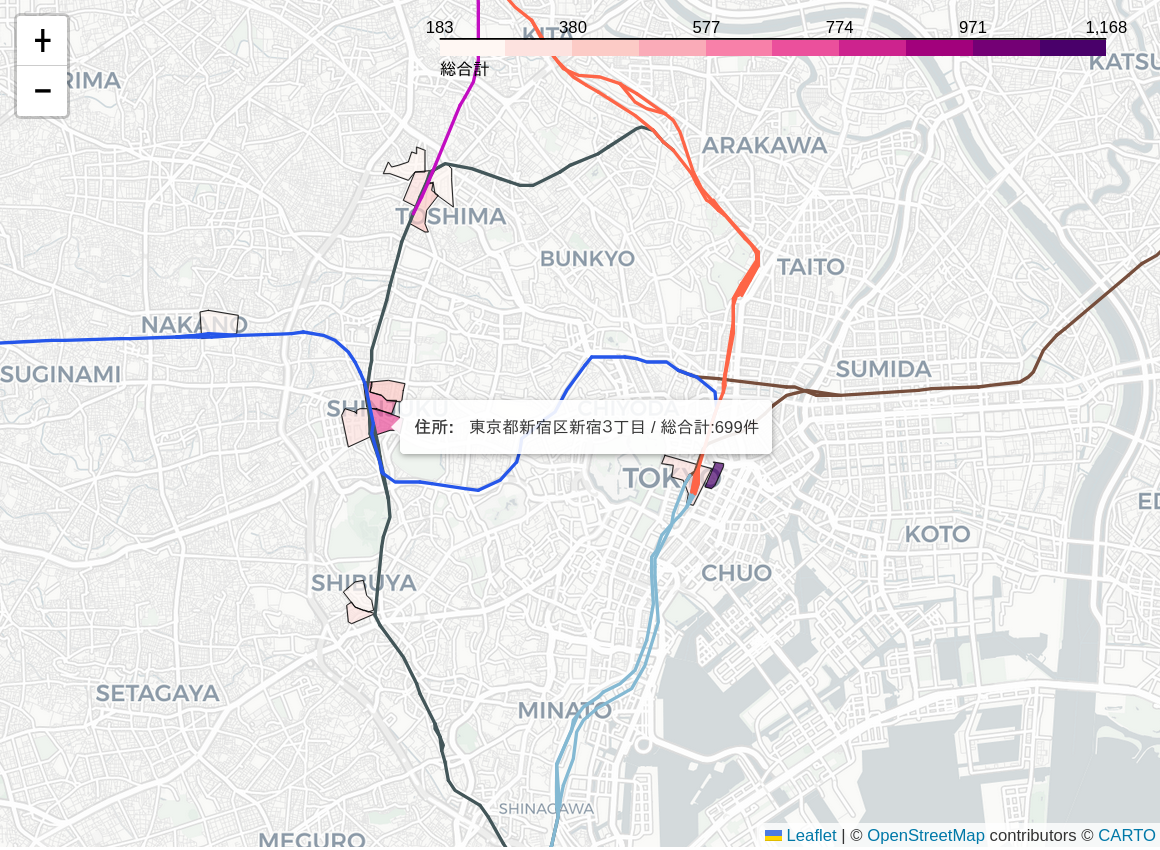 +
−
183 380 577 774 971 1,168
総合計
KITA
KATSU
RIMA
ARAKAWA
TOSHIMA
BUNKYO
TAITO
NAKANO
SUGINAMI
SUMIDA
住所: 東京都新宿区新宿3丁目 / 総合計:699件
CHIYODA
ED
KOTO
CHUO
SHIBUYA
SETAGAYA
MINATO
SHINAGAWA
MEGURO
Leaflet | © OpenStreetMap contributors © CARTO